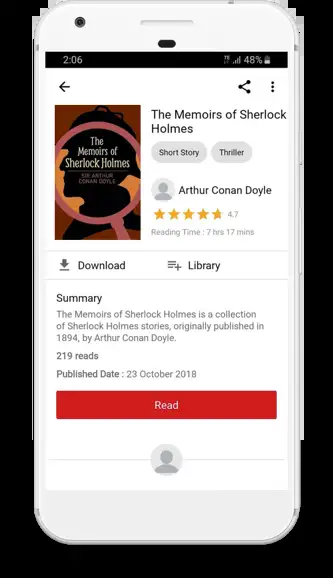 2:06
48%
The Memoirs of Sherlock
Holmes
The
Memoirs of
Sherlock Holmes
SIR ARTHUR
CONAN DOYLE
Short Story
Thriller
Arthur Conan Doyle
4.7
Reading Time : 7 hrs 17 mins
Download
Library
Summary
The Memoirs of Sherlock Holmes is a collection
of Sherlock Holmes stories, originally published in
1894, by Arthur Conan Doyle.
219 reads
Published Date : 23 October 2018
Read